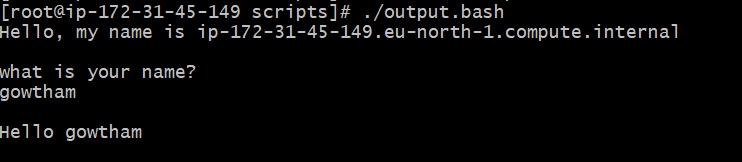 [root@ip-172-31-45-149 scripts]# ./output.bash
Hello, my name is ip-172-31-45-149.eu-north-1.compute.internal
what is your name?
gowtham
Hello gowtham